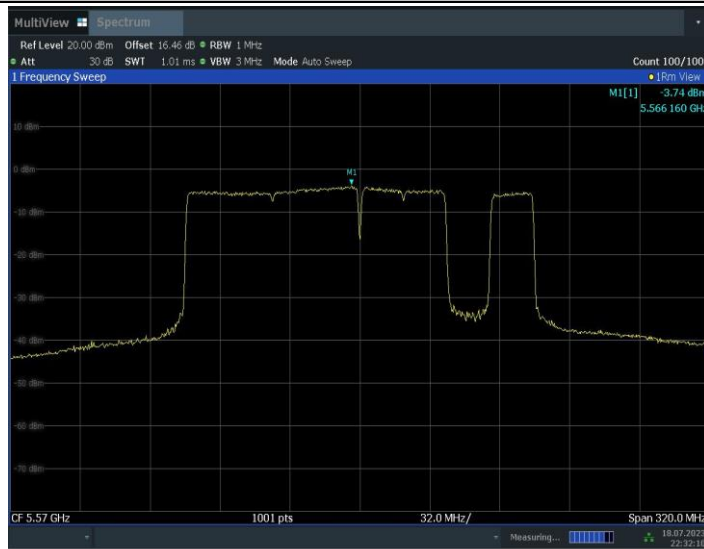 MultiView Spectrum
Ref Level 20.00 dBm Offset 16.46 dB RBW 1 MHz
Att 30 dB SWT 1.01 ms VBW 3 MHz Mode Auto Sweep Count 100/100
1 Frequency Sweep 1Rm View
M1[1] -3.74 dBm
5.566 160 GHz
10 dBm
0 dBm
M1
-10 dBm
-20 dBm
-30 dBm
-40 dBm
-50 dBm
-60 dBm
-70 dBm
CF 5.57 GHz 1001 pts 32.0 MHz/ Span 320.0 MHz
Measuring... 18.07.2023
22:32:10